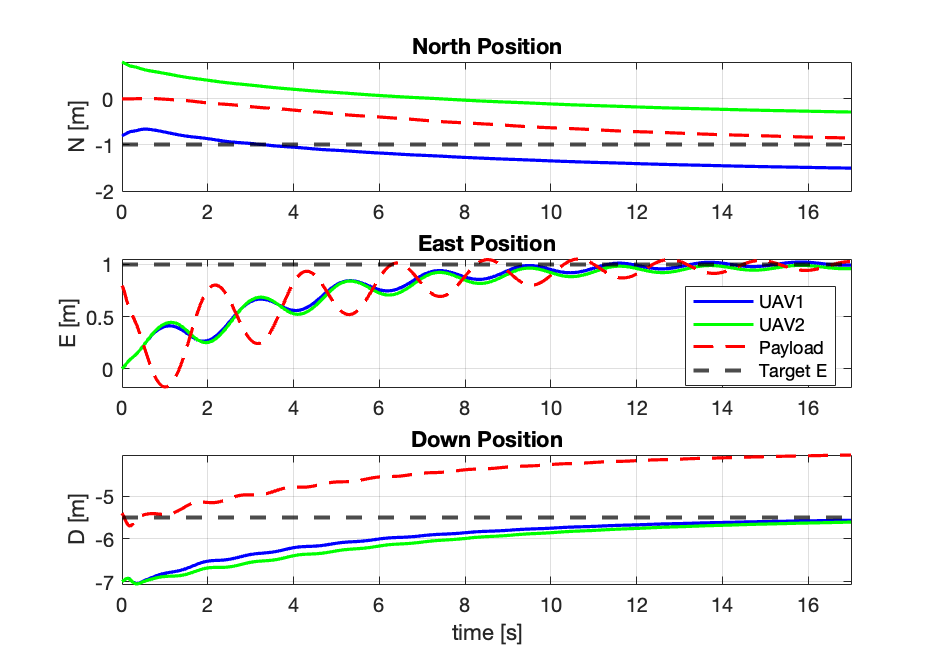 North Position
N [m]
0
-1
-2
0 2 4 6 8 10 12 14 16
East Position
E [m]
1
0.5
0
UAV1
UAV2
Payload
Target E
0 2 4 6 8 10 12 14 16
Down Position
D [m]
-5
-6
-7
0 2 4 6 8 10 12 14 16
time [s]